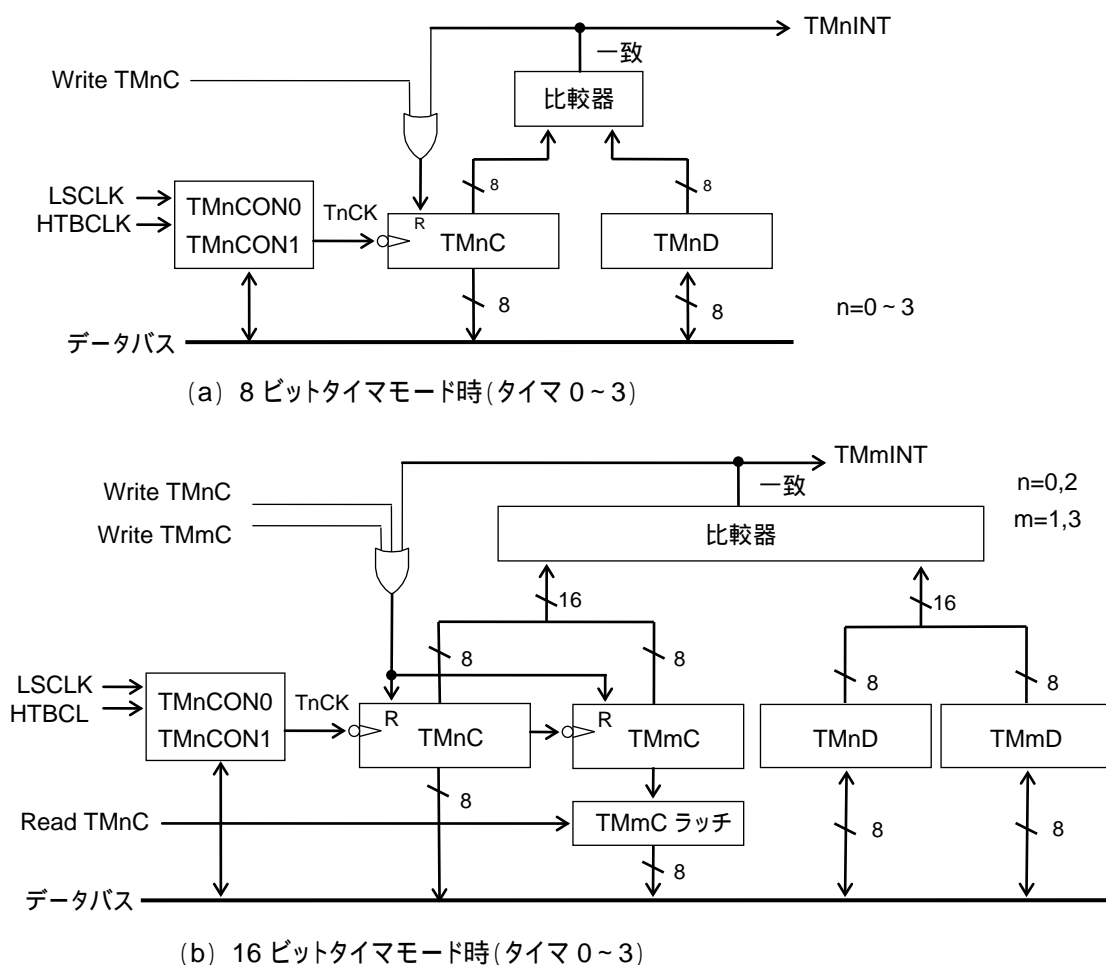 TMnINT
一致
Write TMnC
比較器
8
8
LSCLK
HTBCLK
TMnCON0
TMnCON1
TnCK
R
TMnC
TMnD
8
8
n=0~3
データバス
(a) 8 ビットタイマモード時(タイマ 0~3)
TMmINT
一致
n=0,2
m=1,3
Write TMnC
Write TMmC
比較器
16
16
8
8
8
8
LSCLK
HTBCL
TMnCON0
TMnCON1
TnCK
R
TMnC
R
TMmC
TMnD
TMmD
8
Read TMnC
TMmC ラッチ
8
8
8
データバス
(b) 16 ビットタイマモード時(タイマ 0~3)